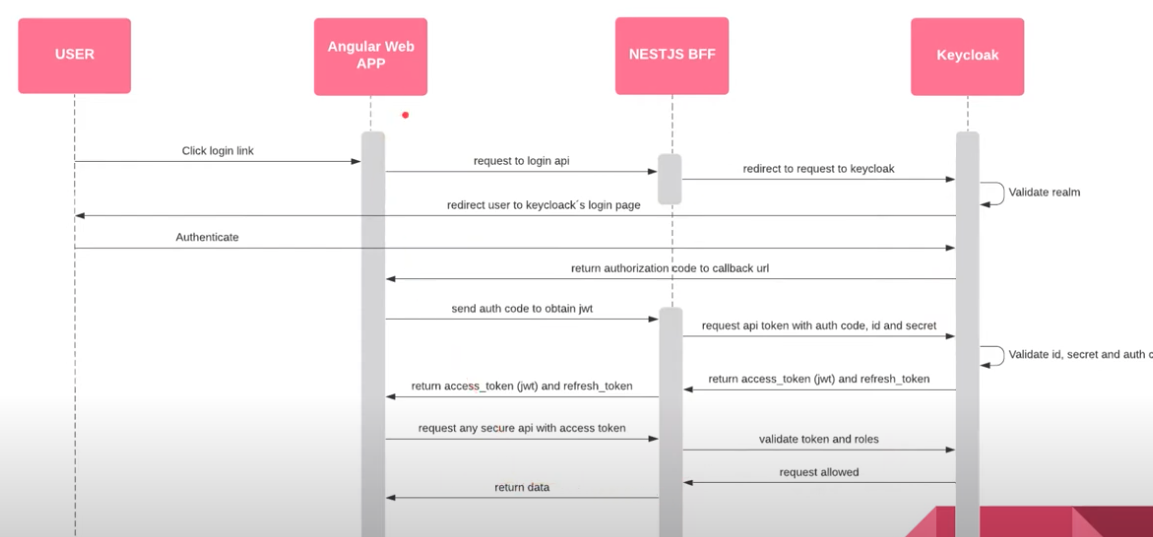 USER
Angular Web
APP
NESTJS BFF
Keycloak
Click login link
request to login api
redirect to request to keycloak
Validate realm
redirect user to keycloack´s login page
Authenticate
return authorization code to callback url
send auth code to obtain jwt
request api token with auth code, id and secret
Validate id, secret and auth c
return access_token (jwt) and refresh_token
return access_token (jwt) and refresh_token
request any secure api with access token
validate token and roles
request allowed
return data